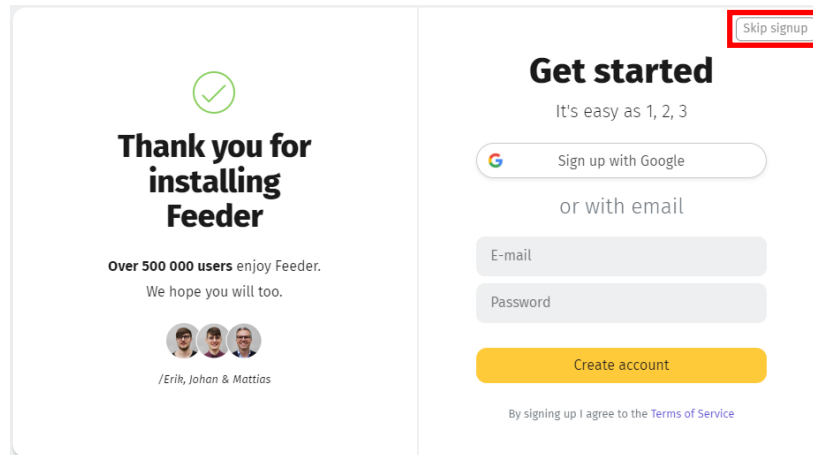 Skip signup
Thank you for
installing
Feeder
Over 500 000 users enjoy Feeder.
We hope you will too.
/Erik, Johan & Mattias
Get started
It's easy as 1, 2, 3
Sign up with Google
or with email
E-mail
Password
Create account
By signing up I agree to the Terms of Service